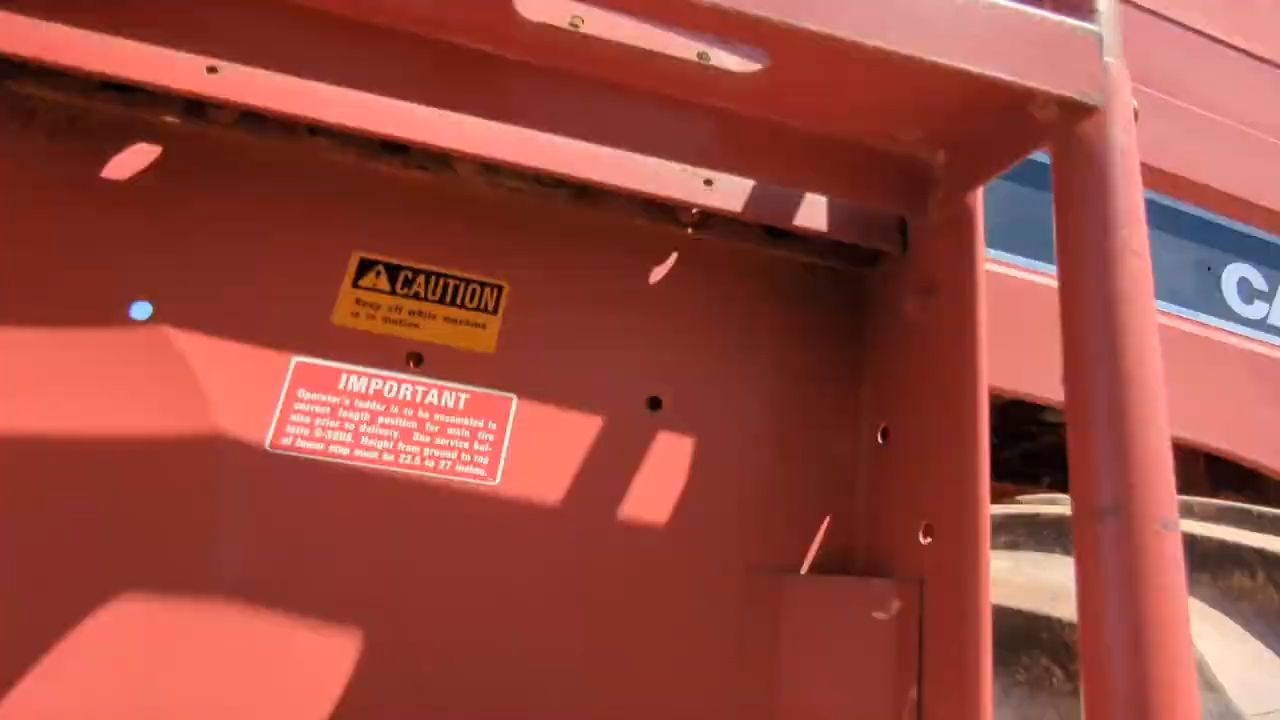 CAUTION
Keep off while machine
is in motion.
IMPORTANT
Operator's ladder is to be assembled in
correct length position for main tire
size prior to delivery. See service bul-
letin
Height from ground to top
of lower step must be 22.5 to 27 inches.
CA